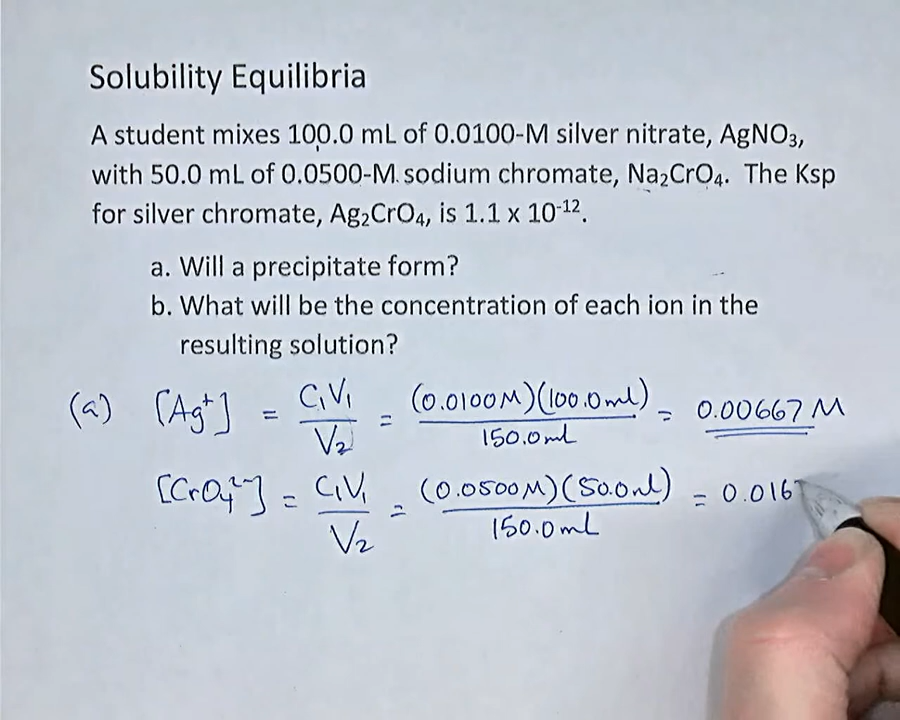 Solubility Equilibria
A student mixes 100.0 mL of 0.0100-M silver nitrate, AgNO₃,
with 50.0 mL of 0.0500-M sodium chromate, Na₂CrO₄. The Ksp
for silver chromate, Ag₂CrO₄, is 1.1 x 10⁻¹².
a. Will a precipitate form?
b. What will be the concentration of each ion in the
resulting solution?
(a) [Ag⁺] = C₁V₁/V₂ = (0.0100M)(100.0ml)/150.0ml = 0.00667 M
[CrO₄²⁻] = C₁V₁/V₂ = (0.0500M)(50.0ml)/150.0ml = 0.0167